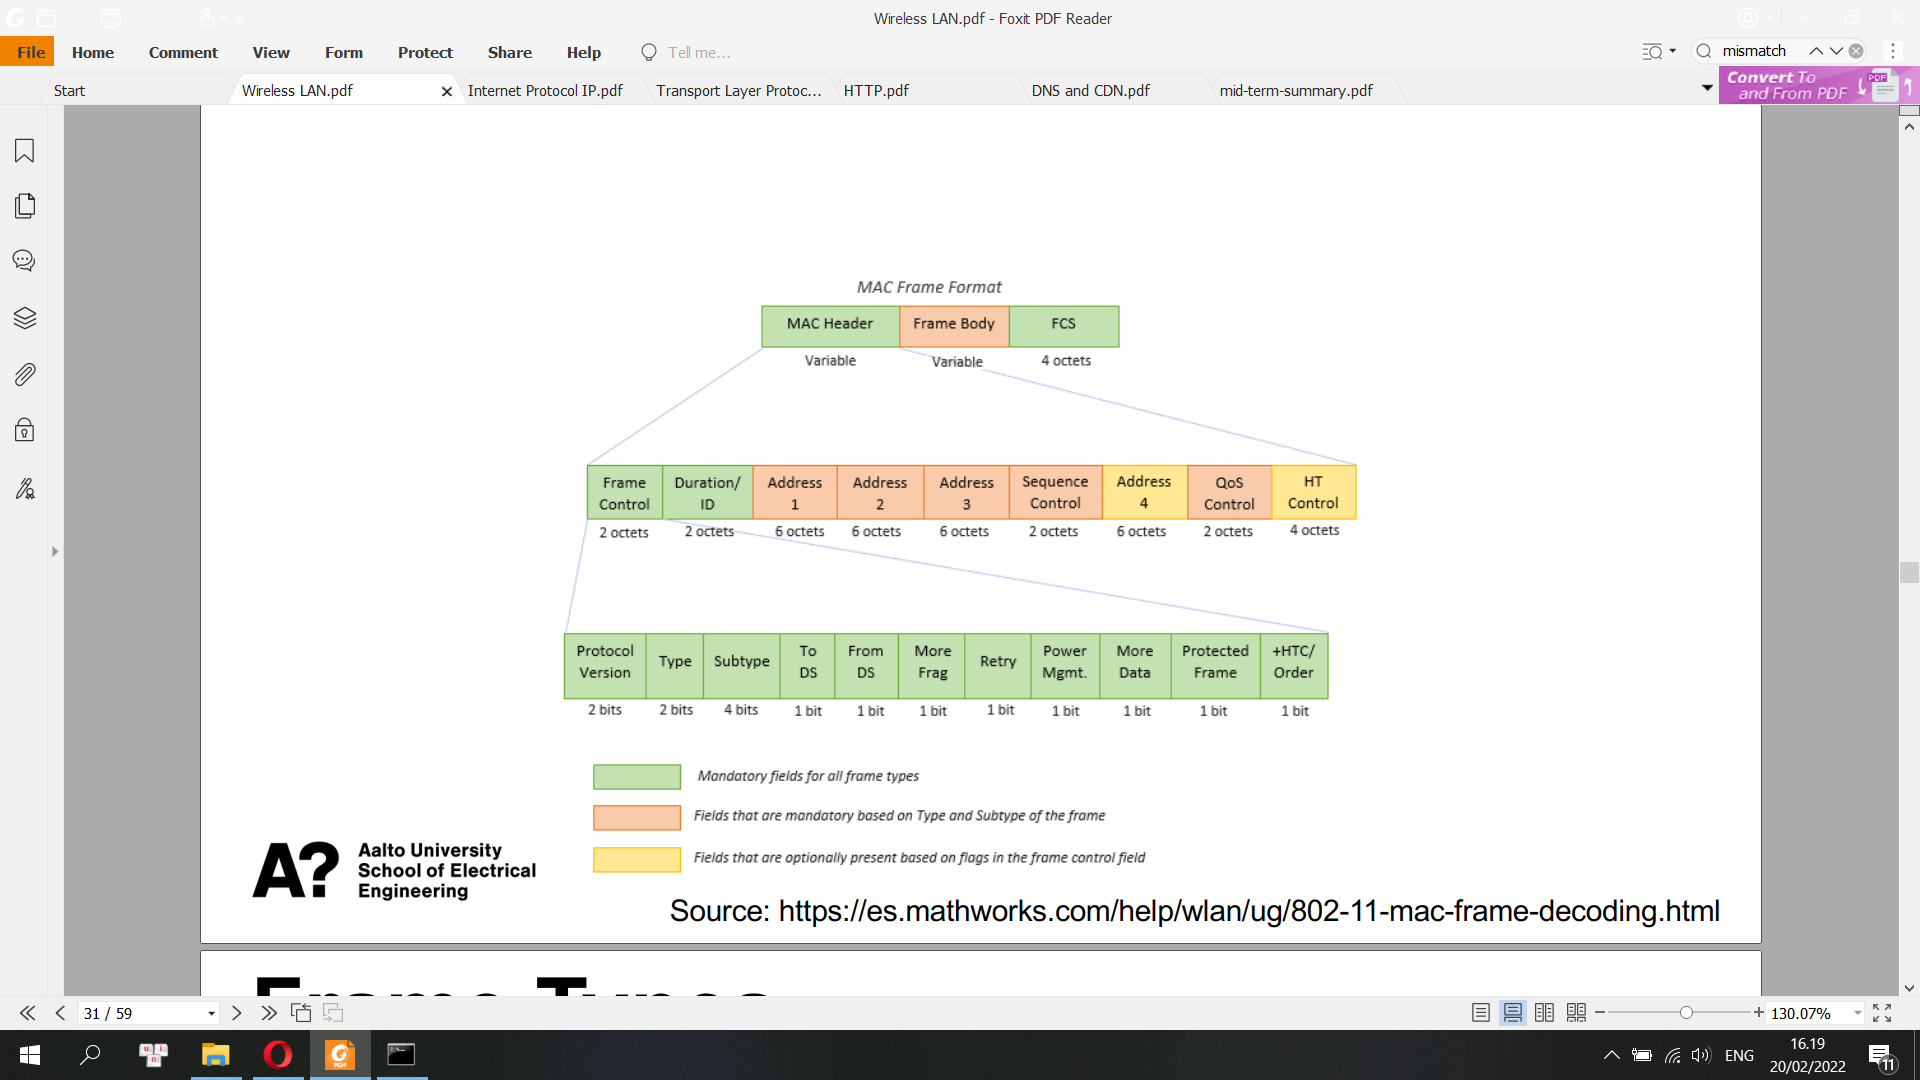 Wireless LAN.pdf - Foxit PDF Reader
File Home Comment View Form Protect Share Help Tell me... mismatch
Start Wireless LAN.pdf Internet Protocol IP.pdf Transport Layer Protoc... HTTP.pdf DNS and CDN.pdf mid-term-summary.pdf
Convert To
and From PDF
PDF
MAC Frame Format
MAC Header Frame Body FCS
Variable Variable 4 octets
Frame Control Duration/ ID Address 1 Address 2 Address 3 Sequence Control Address 4 QoS Control HT Control
2 octets 2 octets 6 octets 6 octets 6 octets 2 octets 6 octets 2 octets 4 octets
Protocol Version Type Subtype To DS From DS More Frag Retry Power Mgmt. More Data Protected Frame +HTC/ Order
2 bits 2 bits 4 bits 1 bit 1 bit 1 bit 1 bit 1 bit 1 bit 1 bit 1 bit
Mandatory fields for all frame types
Fields that are mandatory based on Type and Subtype of the frame
Fields that are optionally present based on flags in the frame control field
A?
Aalto University
School of Electrical
Engineering
Source: https://es.mathworks.com/help/wlan/ug/802-11-mac-frame-decoding.html
Frame Types
31 / 59 130.07%
PDF
16.19
ENG
20/02/2022
11